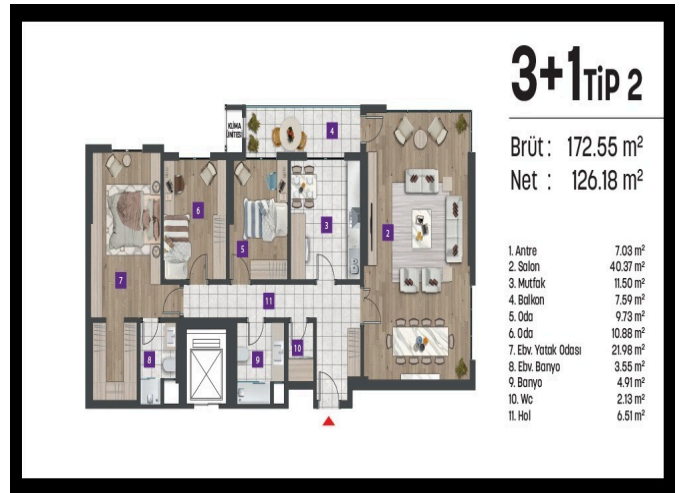 3+1 TİP 2
Brüt : 172.55 m²
Net : 126.18 m²
1. Antre 7.03 m²
2. Salon 40.37 m²
3. Mutfak 11.50 m²
4. Balkon 7.59 m²
5. Oda 9.73 m²
6. Oda 10.88 m²
7. Ebv. Yatak Odası 21.98 m²
8. Ebv. Banyo 3.55 m²
9. Banyo 4.91 m²
10. Wc 2.13 m²
11. Hol 6.51 m²
KLİMA
ÜNİTESİ
4
6
5
3
2
7
11
8
9
10